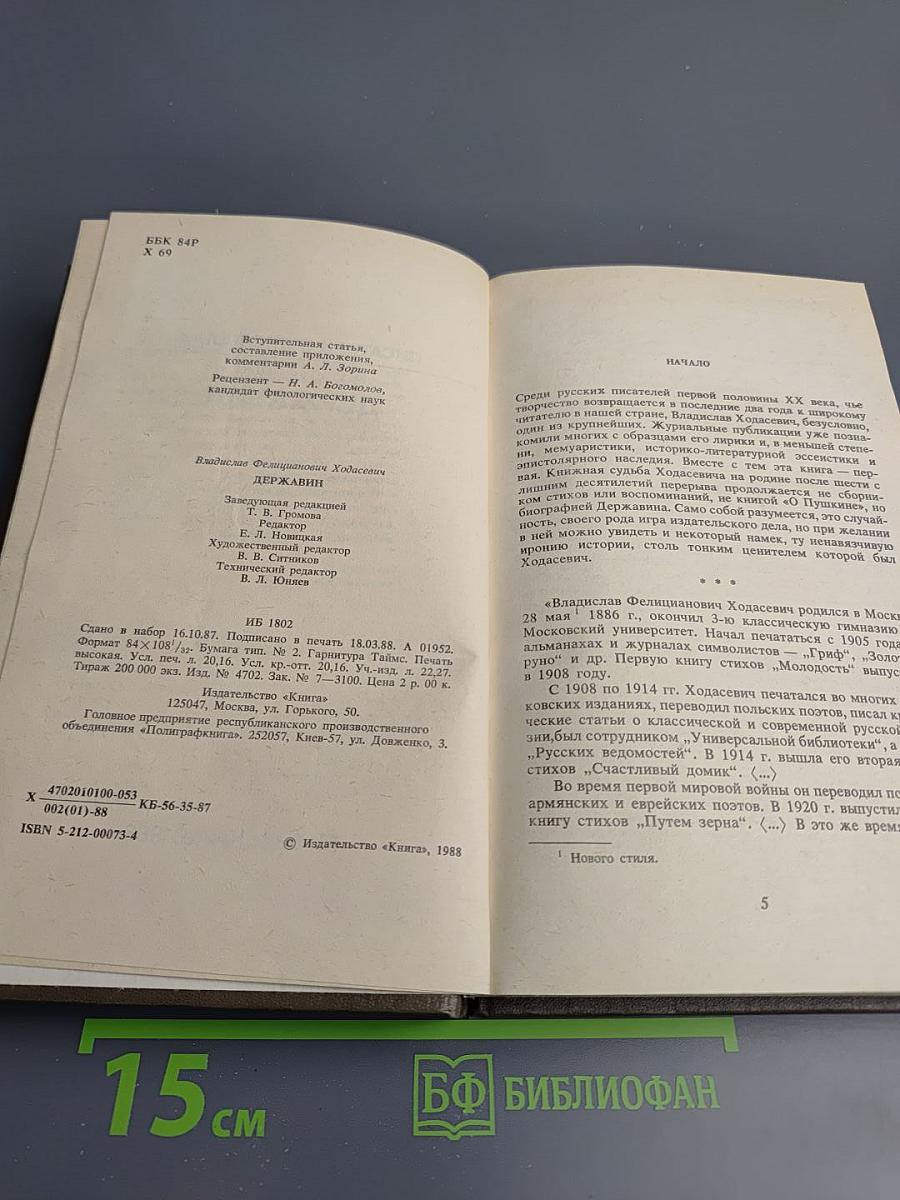 ББК 84Р
Х 69
Вступительная статья,
составление приложения,
комментарии А. Л. Зорина
Рецензент — Н. А. Богомолов,
кандидат филологических наук
Владислав Фелицианович Ходасевич
ДЕРЖАВИН
Заведующая редакцией
Т. В. Громова
Редактор
Е. Л. Новицкая
Художественный редактор
В. В. Ситников
Технический редактор
В. Л. Юняев
ИБ 1802
Сдано в набор 16.10.87. Подписано в печать 18.03.88. А 01952.
Формат 84×108¹/₃₂. Бумага тип. № 2. Гарнитура Таймс. Печать
высокая. Усл. печ. л. 20,16. Усл. кр.-отт. 20,16. Уч.-изд. л. 22,27.
Тираж 200 000 экз. Изд. № 4702. Зак. № 7—3100. Цена 2 р. 00 к.
Издательство «Книга»
125047, Москва, ул. Горького, 50.
Головное предприятие республиканского производственного
объединения «Полиграфкнига». 252057, Киев-57, ул. Довженко, 3.
Х 4702010100-053
002(01)-88 КБ-56-35-87
ISBN 5-212-00073-4
© Издательство «Книга», 1988
НАЧАЛО
Среди русских писателей первой половины XX века, чье
творчество возвращается в последние два года к широкому
читателю в нашей стране, Владислав Ходасевич, безусловно,
один из крупнейших. Журнальные публикации уже позна-
комили многих с образцами его лирики и, в меньшей степе-
ни, мемуаристики, историко-литературной эссеистики и
эпистолярного наследия. Вместе с тем эта книга — пер-
вая. Книжная судьба Ходасевича на родине после шести с
лишним десятилетий перерыва продолжается не сборни-
ком стихов или воспоминаний, не книгой «О Пушкине», но
биографией Державина. Само собой разумеется, это случай-
ность, своего рода игра издательского дела, но при желании
в ней можно увидеть и некоторый намек, ту ненавязчивую
иронию истории, столь тонким ценителем которой был
Ходасевич.
* * *
«Владислав Фелицианович Ходасевич родился в Москв
28 мая¹ 1886 г., окончил 3-ю классическую гимназию
Московский университет. Начал печататься с 1905 года
альманахах и журналах символистов — „Гриф“, „Золот
руно“ и др. Первую книгу стихов „Молодость“ выпус
в 1908 году.
С 1908 по 1914 гг. Ходасевич печатался во многих
ковских изданиях, переводил польских поэтов, писал к
ческие статьи о классической и современной русской
зии, был сотрудником „Универсальной библиотеки“, а
„Русских ведомостей“. В 1914 г. вышла его вторая
стихов „Счастливый домик“. ⟨...⟩
Во время первой мировой войны он переводил по
армянских и еврейских поэтов. В 1920 г. выпустил
книгу стихов „Путем зерна“. ⟨...⟩ В это же время
¹ Нового стиля.
5
15 см
БФ БИБЛИОФАН